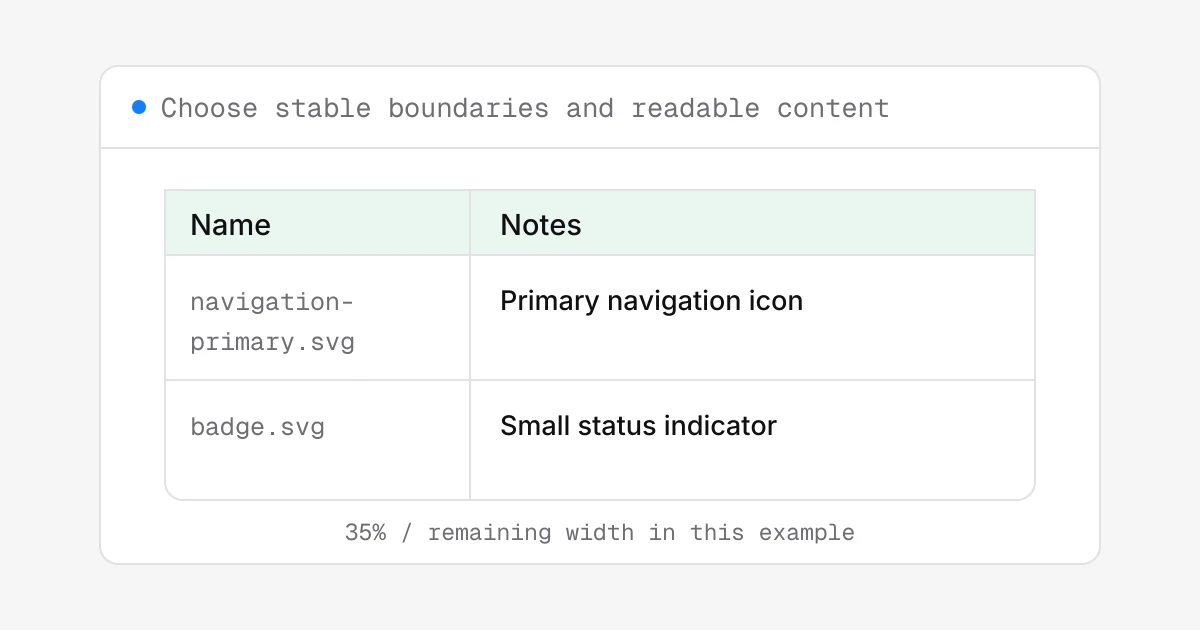 Choose stable boundaries and readable content
Name
Notes
navigation-
primary.svg
Primary navigation icon
badge.svg
Small status indicator
35% / remaining width in this example